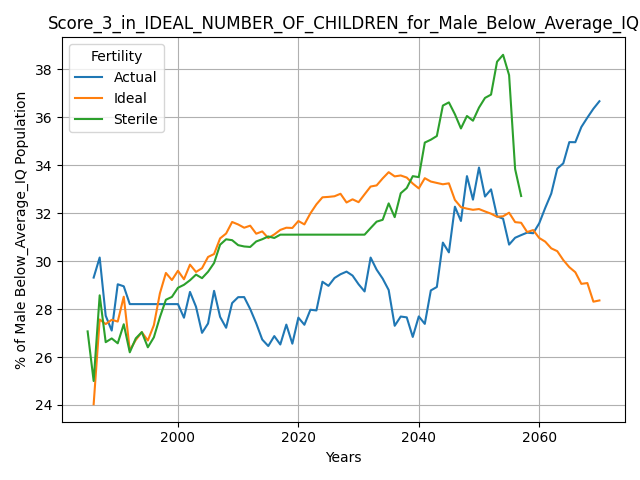 Score_3_in_IDEAL_NUMBER_OF_CHILDREN_for_Male_Below_Average_IQ
Fertility
Actual
Ideal
Sterile
% of Male Below_Average_IQ Population
38
36
34
32
30
28
26
24
2000
2020
2040
2060
Years